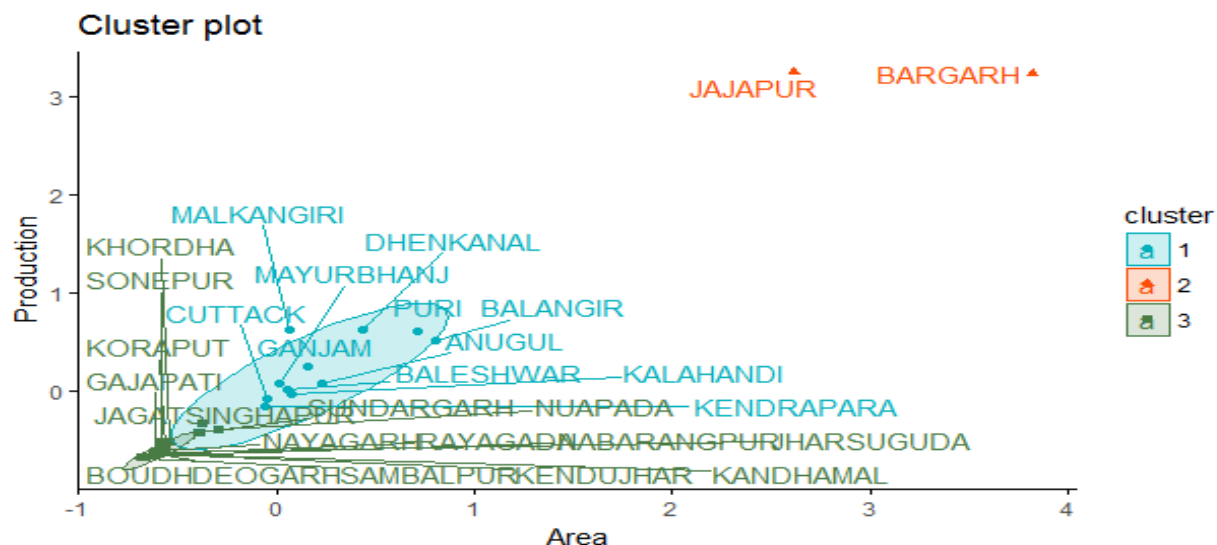 Cluster plot
3
2
1
0
Production
JAJAPUR
BARGARH
MALKANGIRI
KHORDHA
DHENKANAL
SONEPUR
MAYURBHANJ
CUTTACK
PURI
BALANGIR
KORAPUT
GANJAM
ANUGUL
GAJAPATI
BALESHWAR
KALAHANDI
JAGATSINGHAPUR
SUNDARGARH
NUAPADA
KENDRAPARA
NAYAGARH
RAYAGADA
NABARANGPUR
JHARSUGUDA
BOUDH
DEOGARH
SAMBALPUR
KENDUJHAR
KANDHAMAL
-1 0 1 2 3 4
Area
cluster
a 1
a 2
a 3